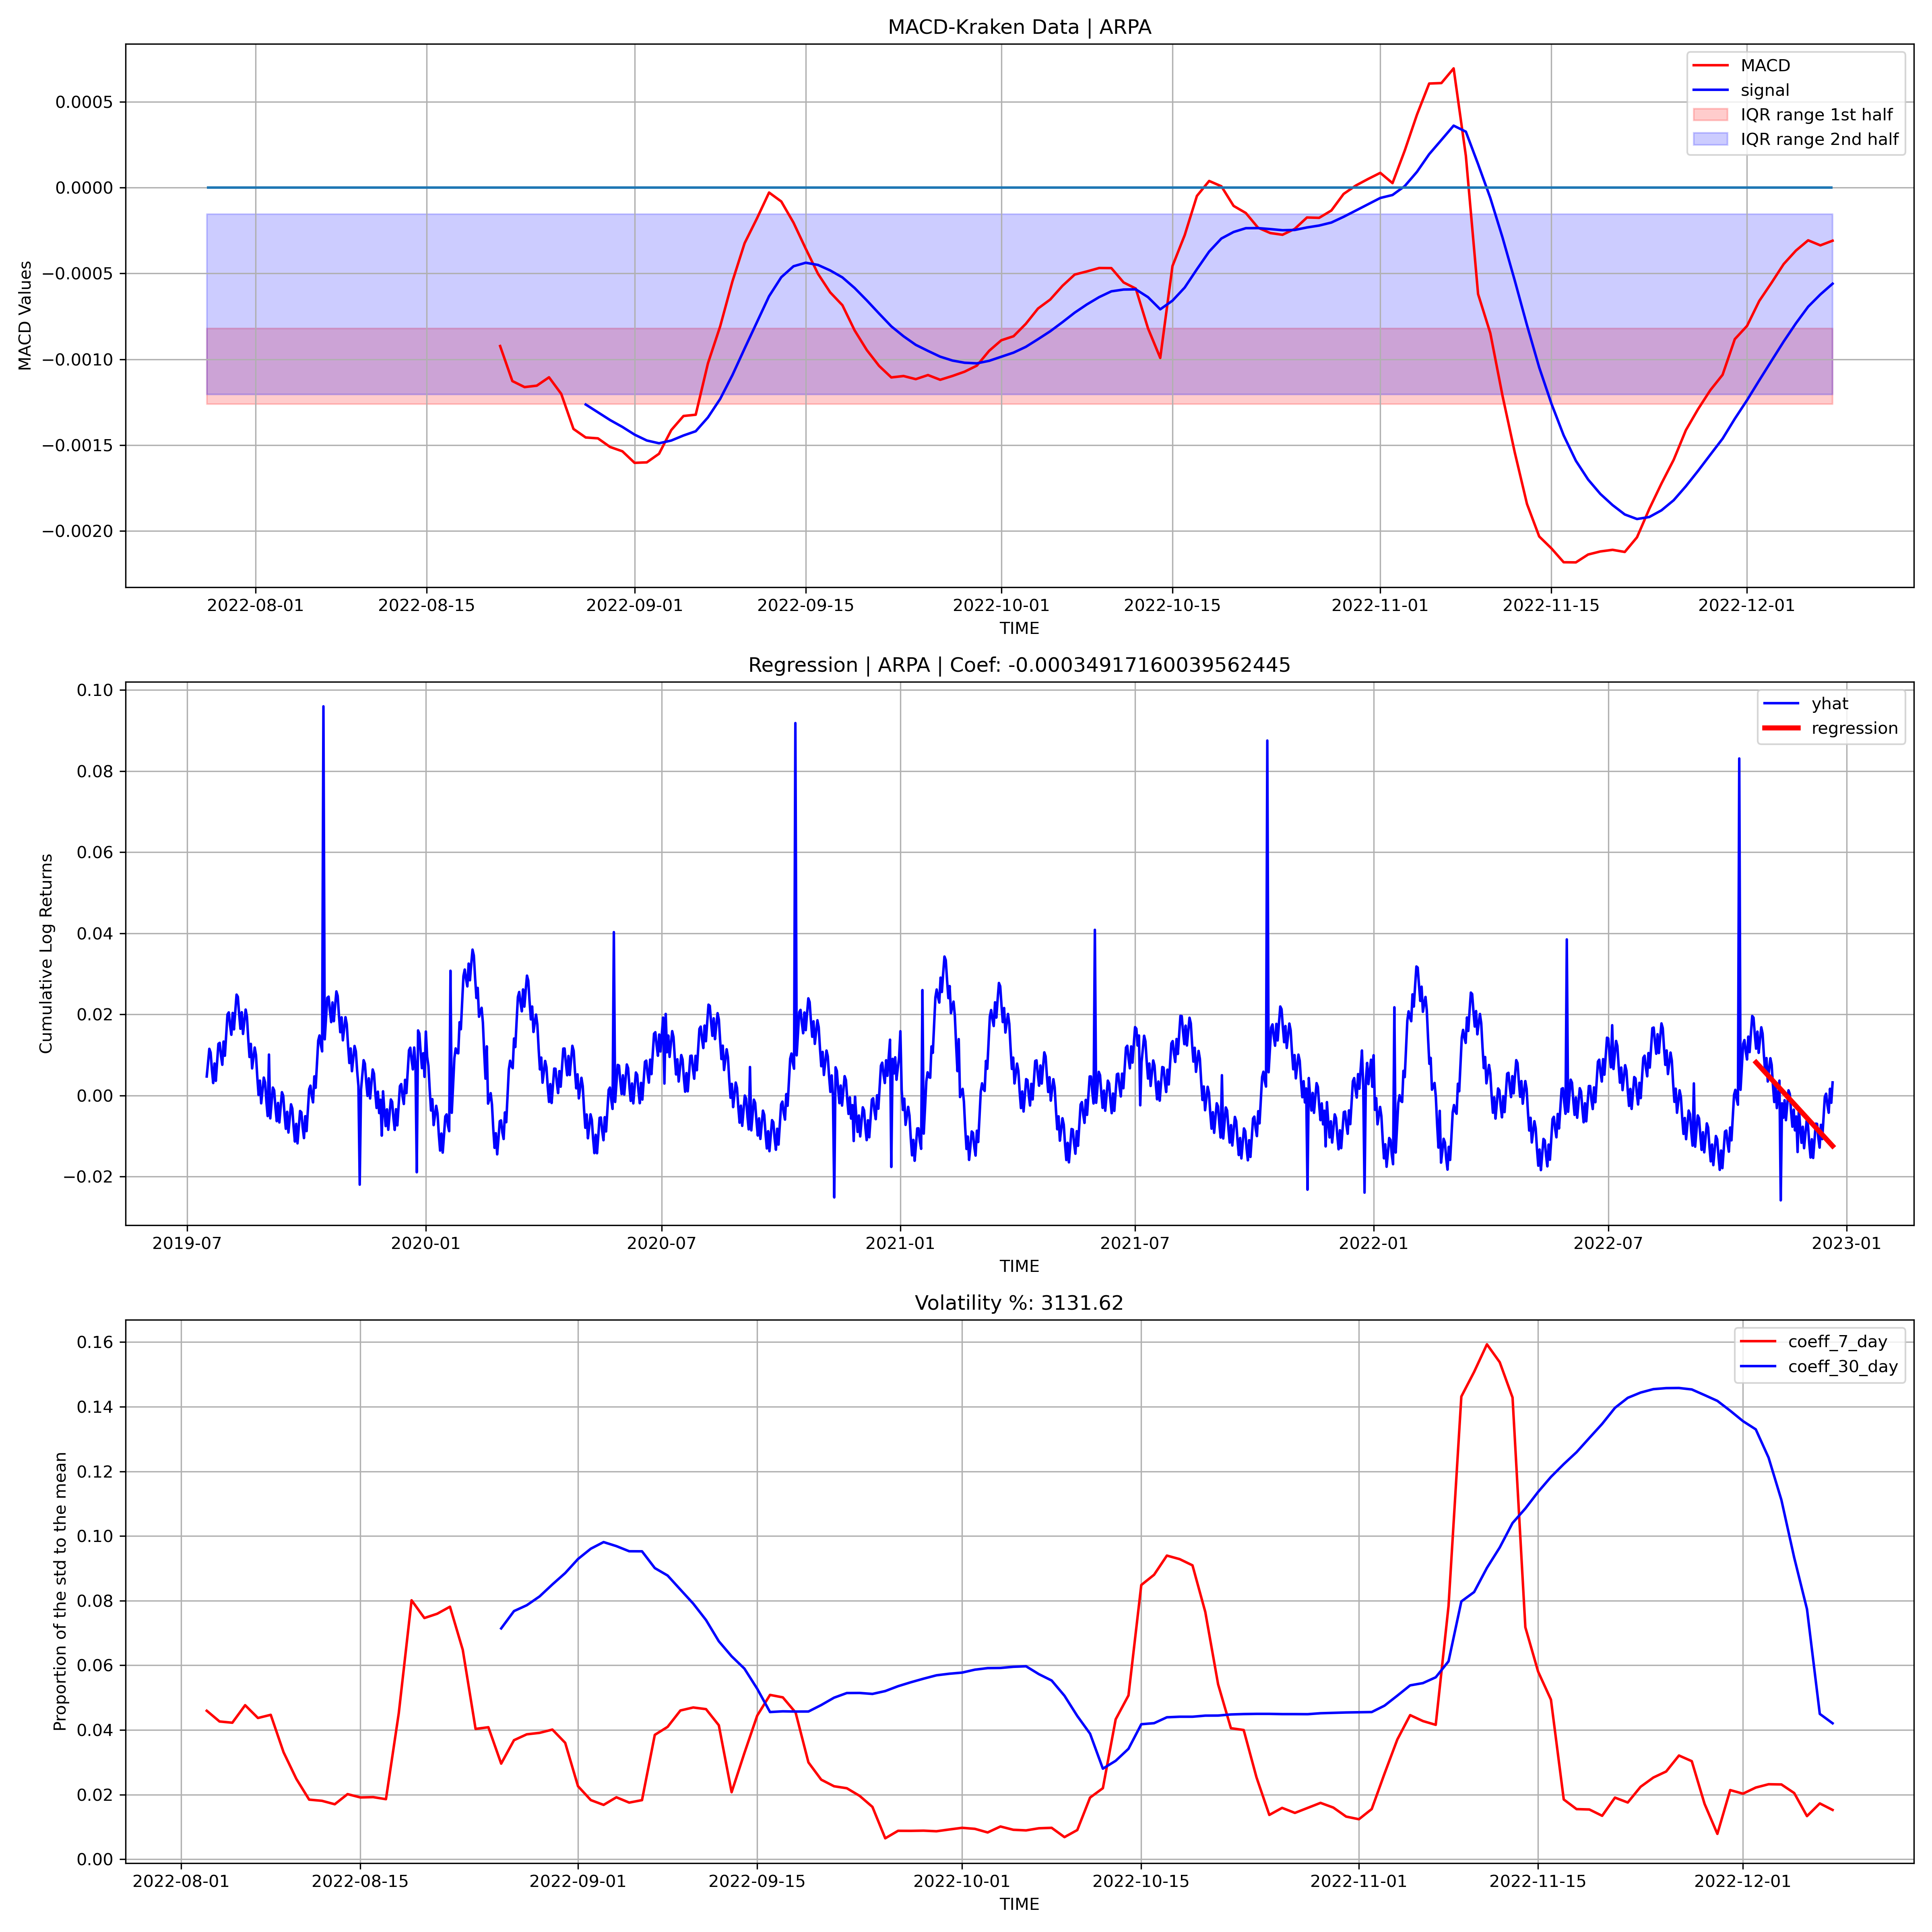 MACD-Kraken Data | ARPA
MACD
signal
IQR range 1st half
IQR range 2nd half
MACD Values
0.0005
0.0000
−0.0005
−0.0010
−0.0015
−0.0020
2022-08-01 2022-08-15 2022-09-01 2022-09-15 2022-10-01 2022-10-15 2022-11-01 2022-11-15 2022-12-01
TIME
Regression | ARPA | Coef: -0.00034917160039562445
yhat
regression
Cumulative Log Returns
0.10
0.08
0.06
0.04
0.02
0.00
−0.02
2019-07 2020-01 2020-07 2021-01 2021-07 2022-01 2022-07 2023-01
TIME
Volatility %: 3131.62
coeff_7_day
coeff_30_day
Proportion of the std to the mean
0.16
0.14
0.12
0.10
0.08
0.06
0.04
0.02
0.00
2022-08-01 2022-08-15 2022-09-01 2022-09-15 2022-10-01 2022-10-15 2022-11-01 2022-11-15 2022-12-01
TIME